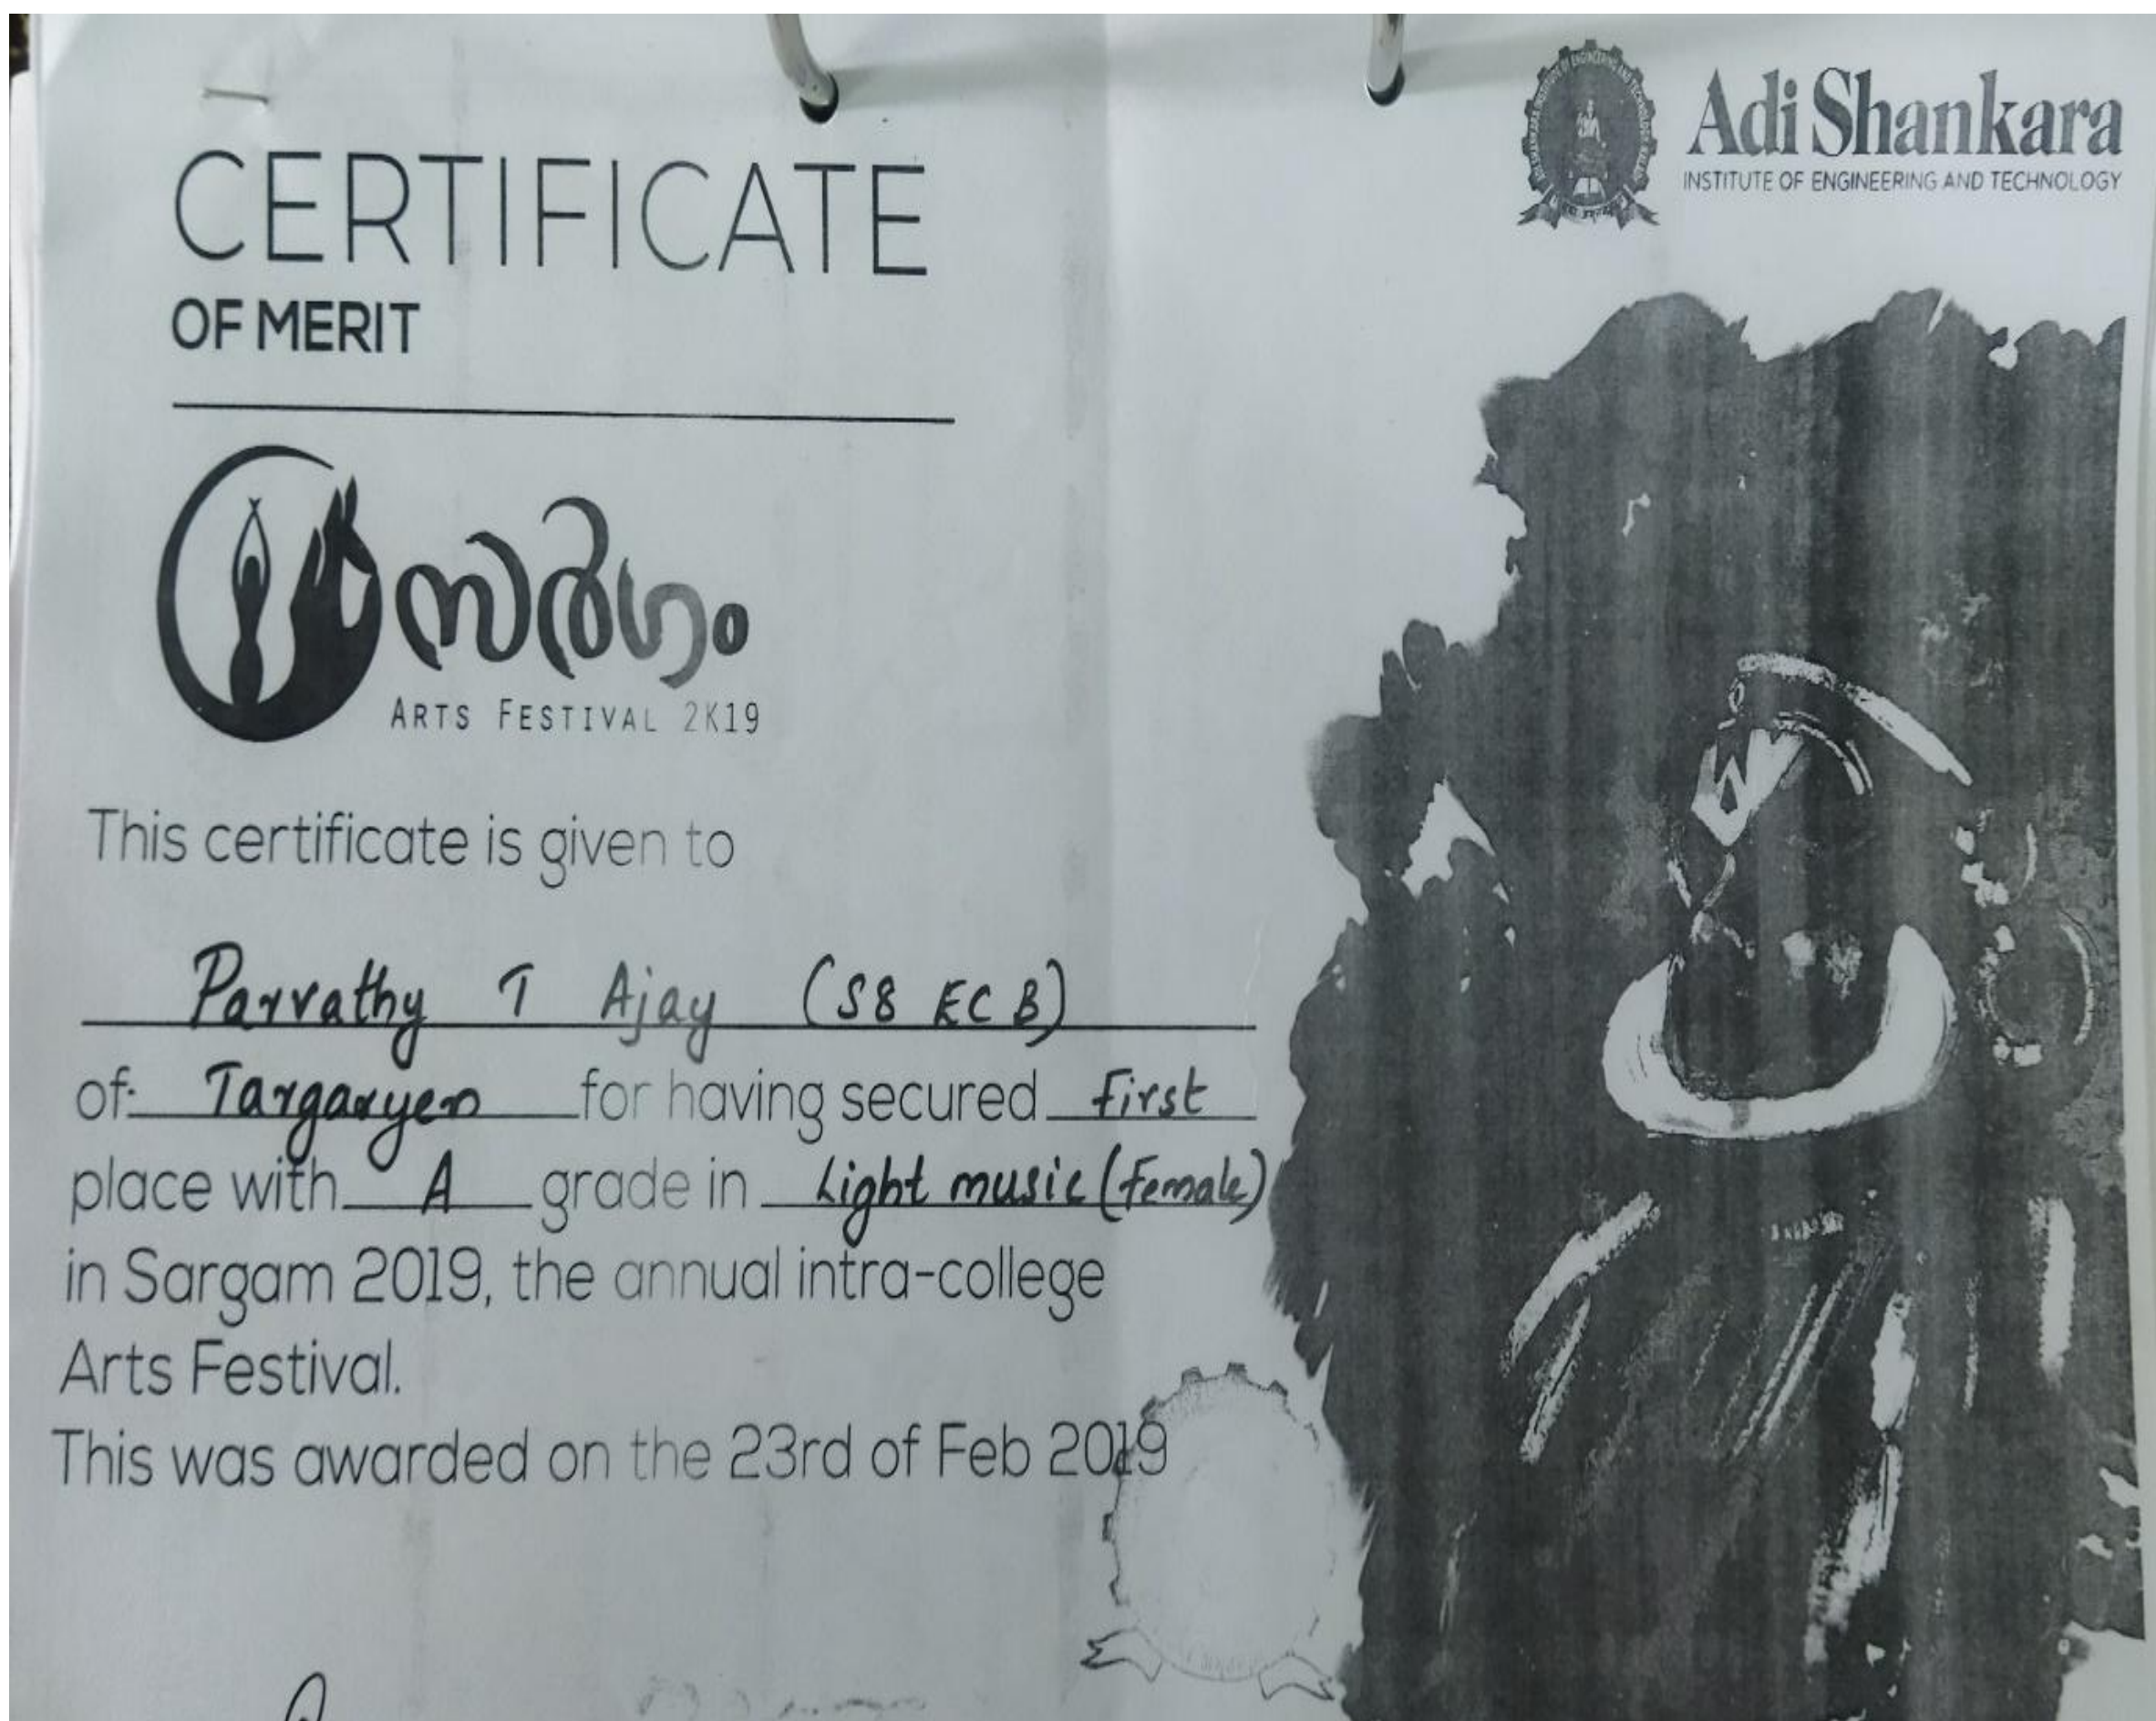 CERTIFICATE
OF MERIT
Adi Shankara
INSTITUTE OF ENGINEERING AND TECHNOLOGY
സർഗം
ARTS FESTIVAL 2K19
This certificate is given to
Parvathy T Ajay (S8 EC B)
of Targaryen for having secured First
place with A grade in Light music (Female)
in Sargam 2019, the annual intra-college
Arts Festival.
This was awarded on the 23rd of Feb 2019